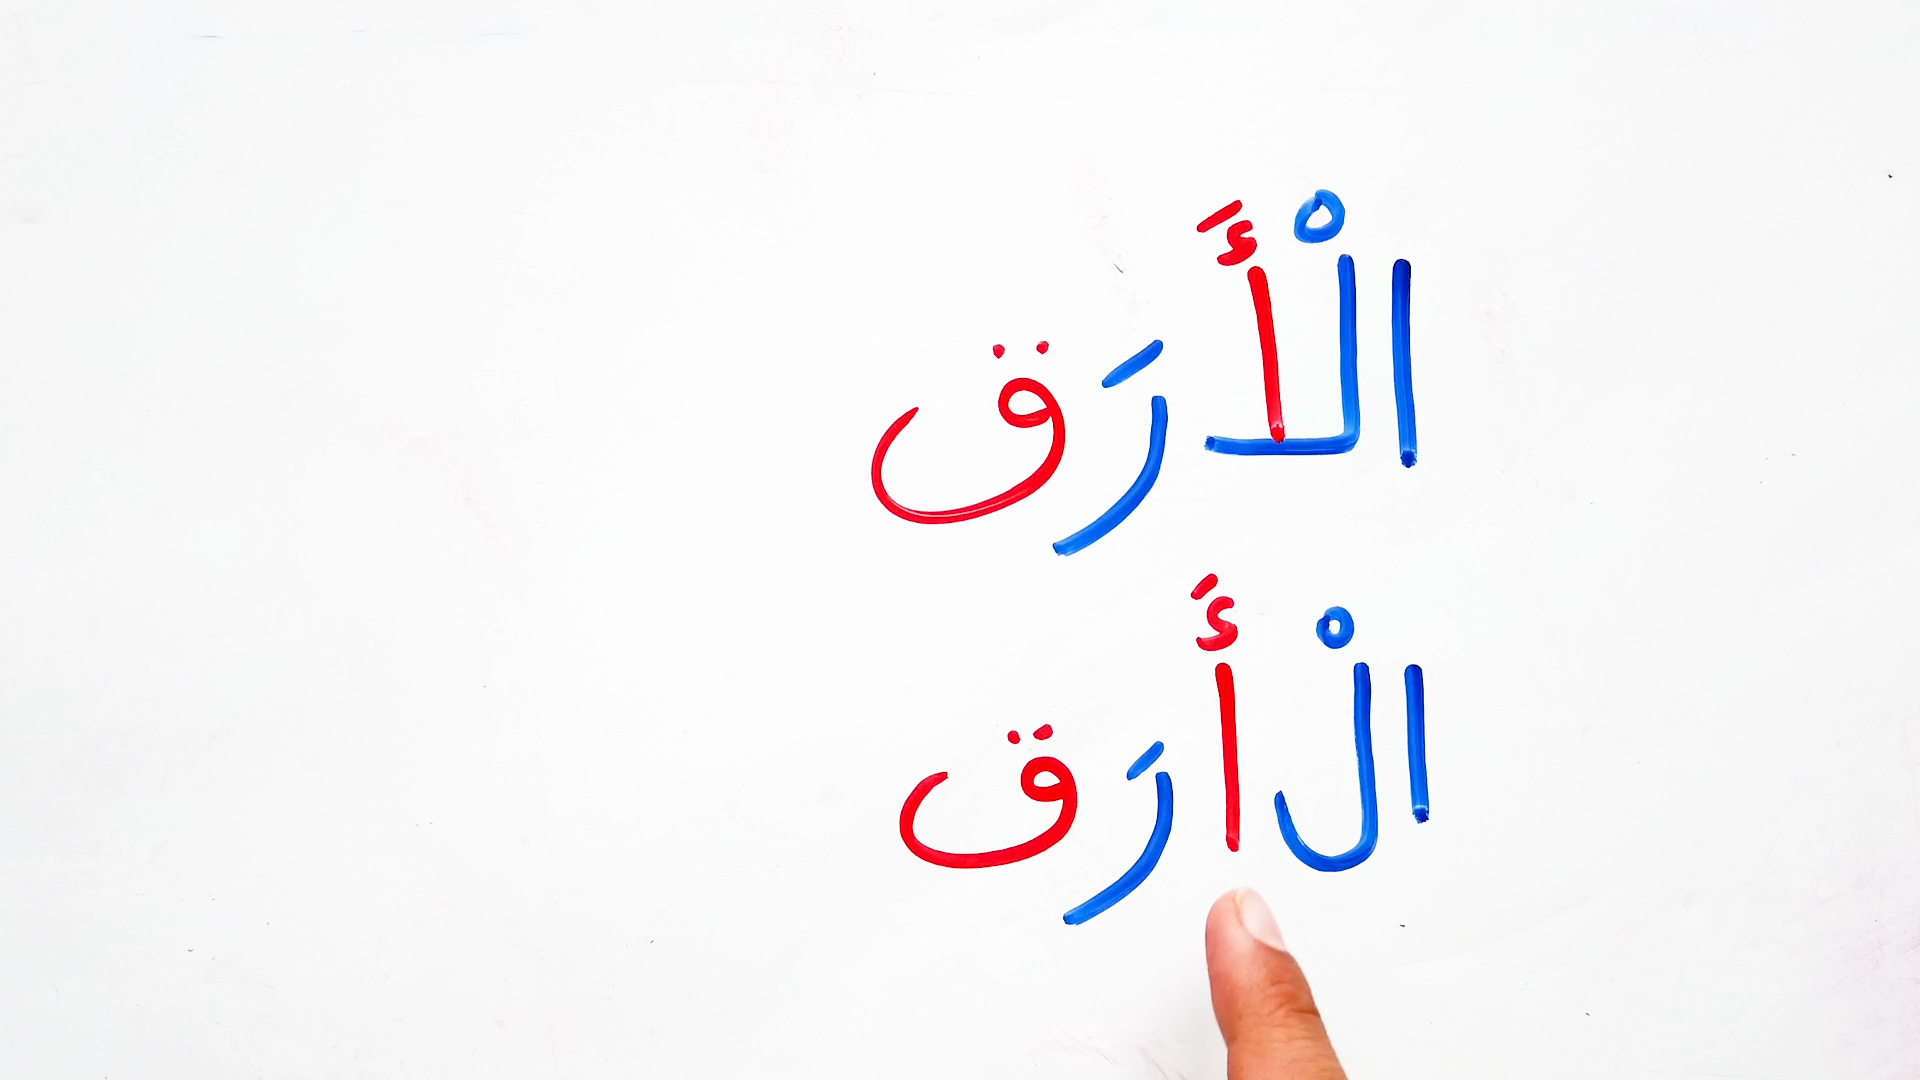 الْأَرَق
الْ أَ رَ ق